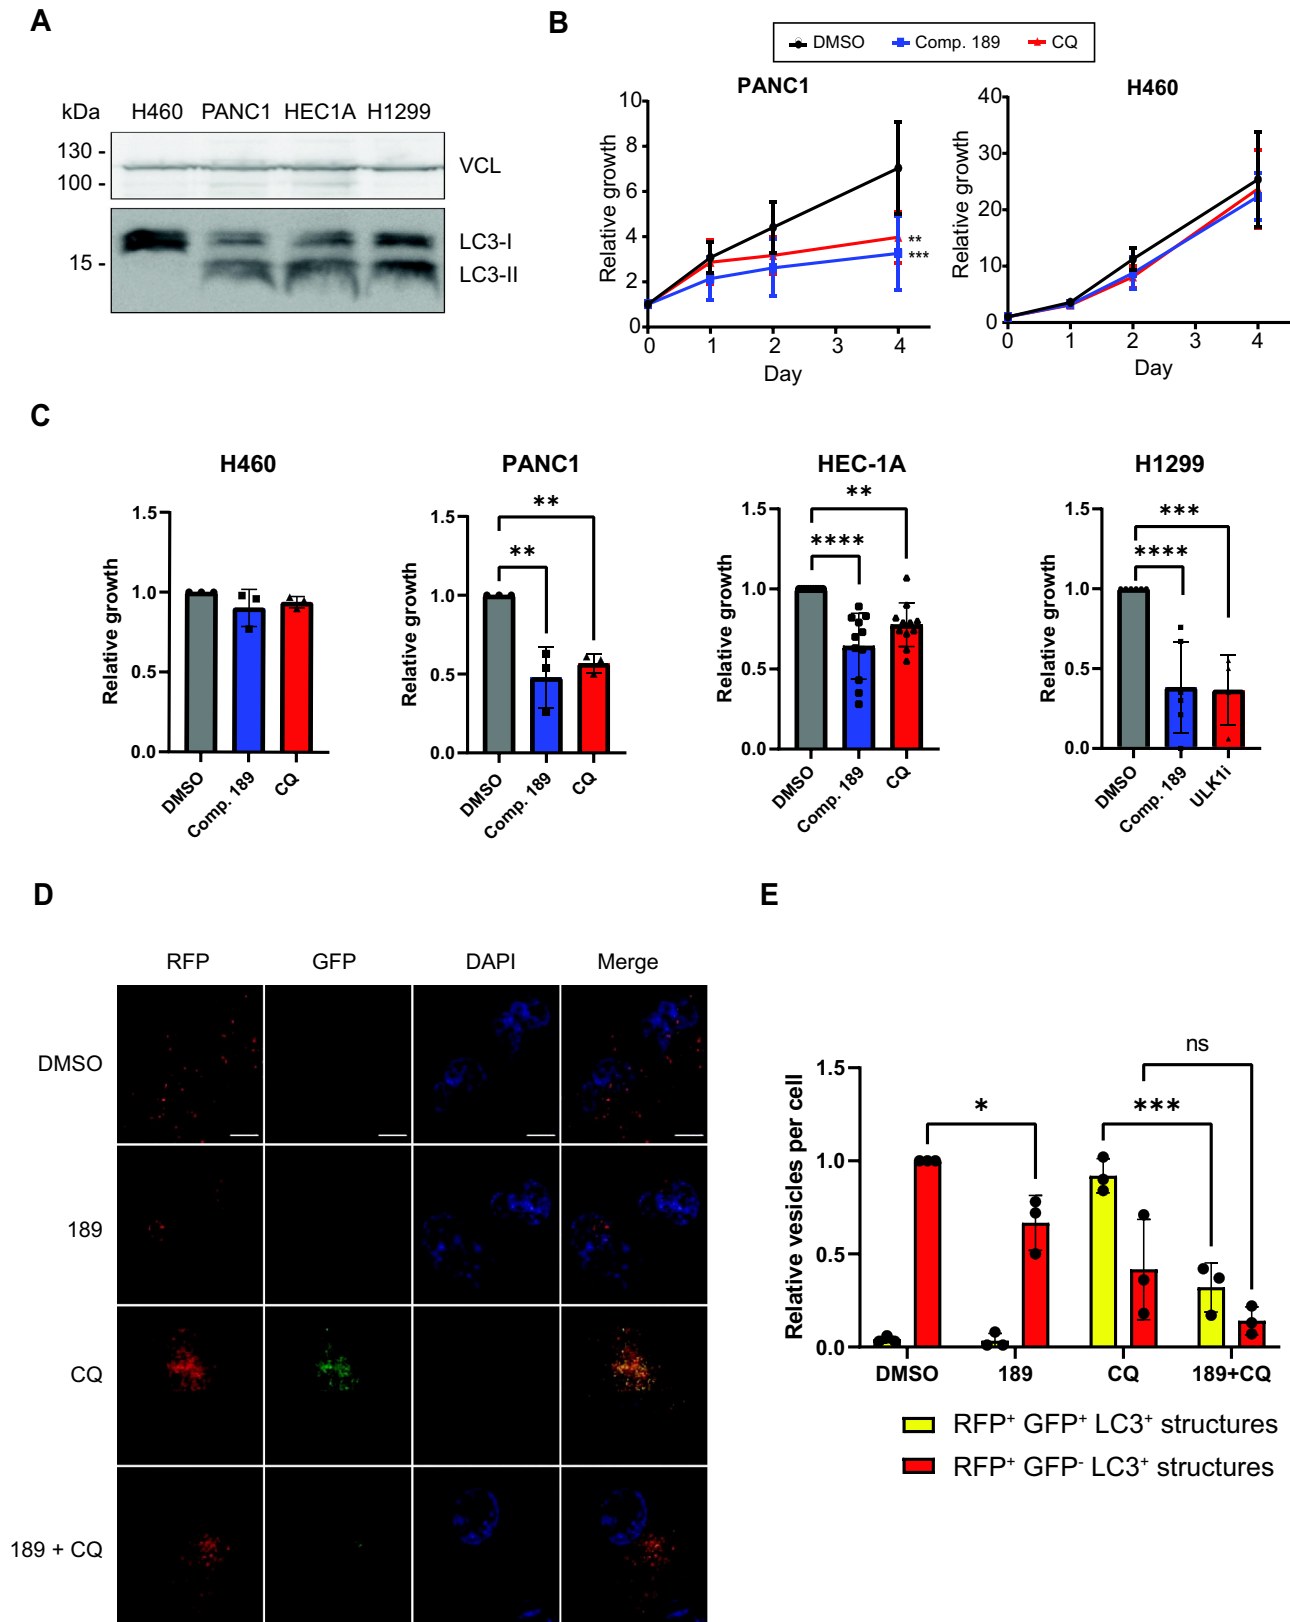 A
kDa H460 PANC1 HEC1A H1299
130 -
100 -
VCL
15 -
LC3-I
LC3-II
B
DMSO Comp. 189 CQ
PANC1
Relative growth
10
8
6
4
2
0
**
***
0 1 2 3 4
Day
H460
Relative growth
40
30
20
10
0
0 1 2 3 4
Day
C
H460
Relative growth
1.5
1.0
0.5
0.0
DMSO
Comp. 189
CQ
PANC1
Relative growth
1.5
1.0
0.5
0.0
**
**
DMSO
Comp. 189
CQ
HEC-1A
Relative growth
1.5
1.0
0.5
0.0
**
****
DMSO
Comp. 189
CQ
H1299
Relative growth
1.5
1.0
0.5
0.0
***
****
DMSO
Comp. 189
ULK1i
D
RFP GFP DAPI Merge
DMSO
189
CQ
189 + CQ
E
Relative vesicles per cell
1.5
1.0
0.5
0.0
*
***
ns
DMSO 189 CQ 189+CQ
RFP⁺ GFP⁺ LC3⁺ structures
RFP⁺ GFP⁻ LC3⁺ structures